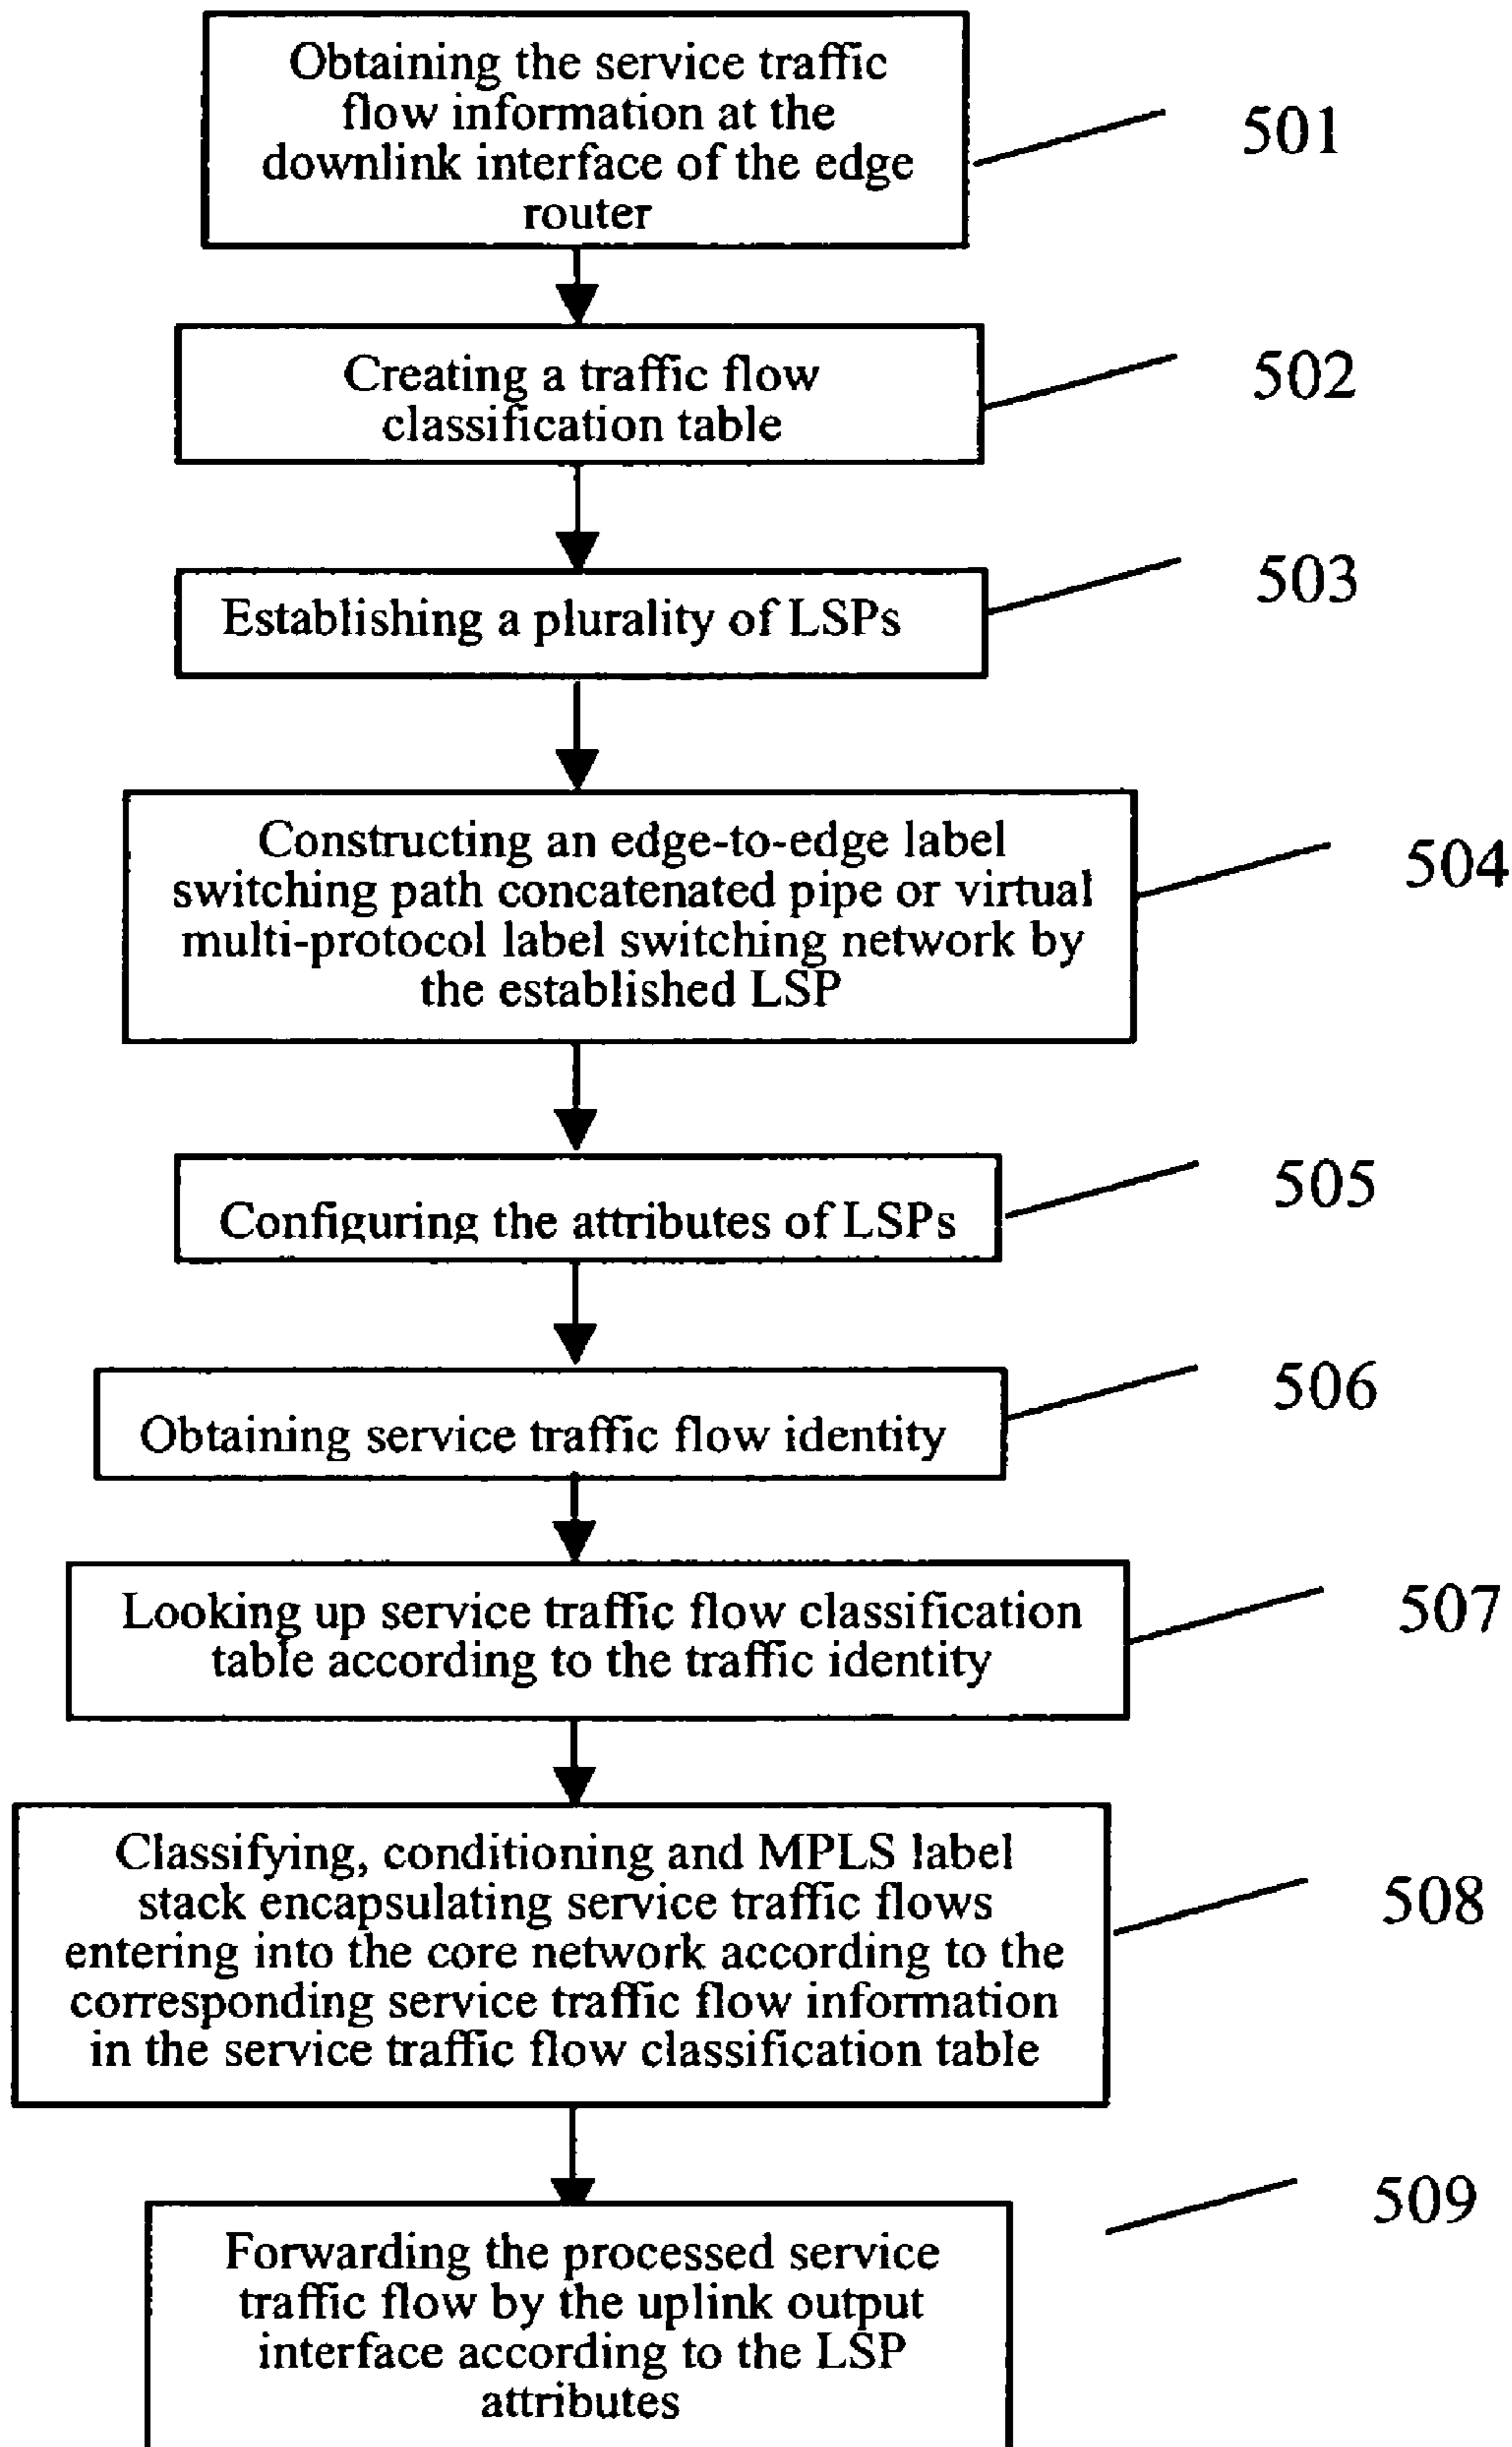 Obtaining the service traffic
flow information at the
downlink interface of the edge
router
501
Creating a traffic flow
classification table
502
Establishing a plurality of LSPs
503
Constructing an edge-to-edge label
switching path concatenated pipe or virtual
multi-protocol label switching network by
the established LSP
504
Configuring the attributes of LSPs
505
Obtaining service traffic flow identity
506
Looking up service traffic flow classification
table according to the traffic identity
507
Classifying, conditioning and MPLS label
stack encapsulating service traffic flows
entering into the core network according to the
corresponding service traffic flow information
in the service traffic flow classification table
508
Forwarding the processed service
traffic flow by the uplink output
interface according to the LSP
attributes
509